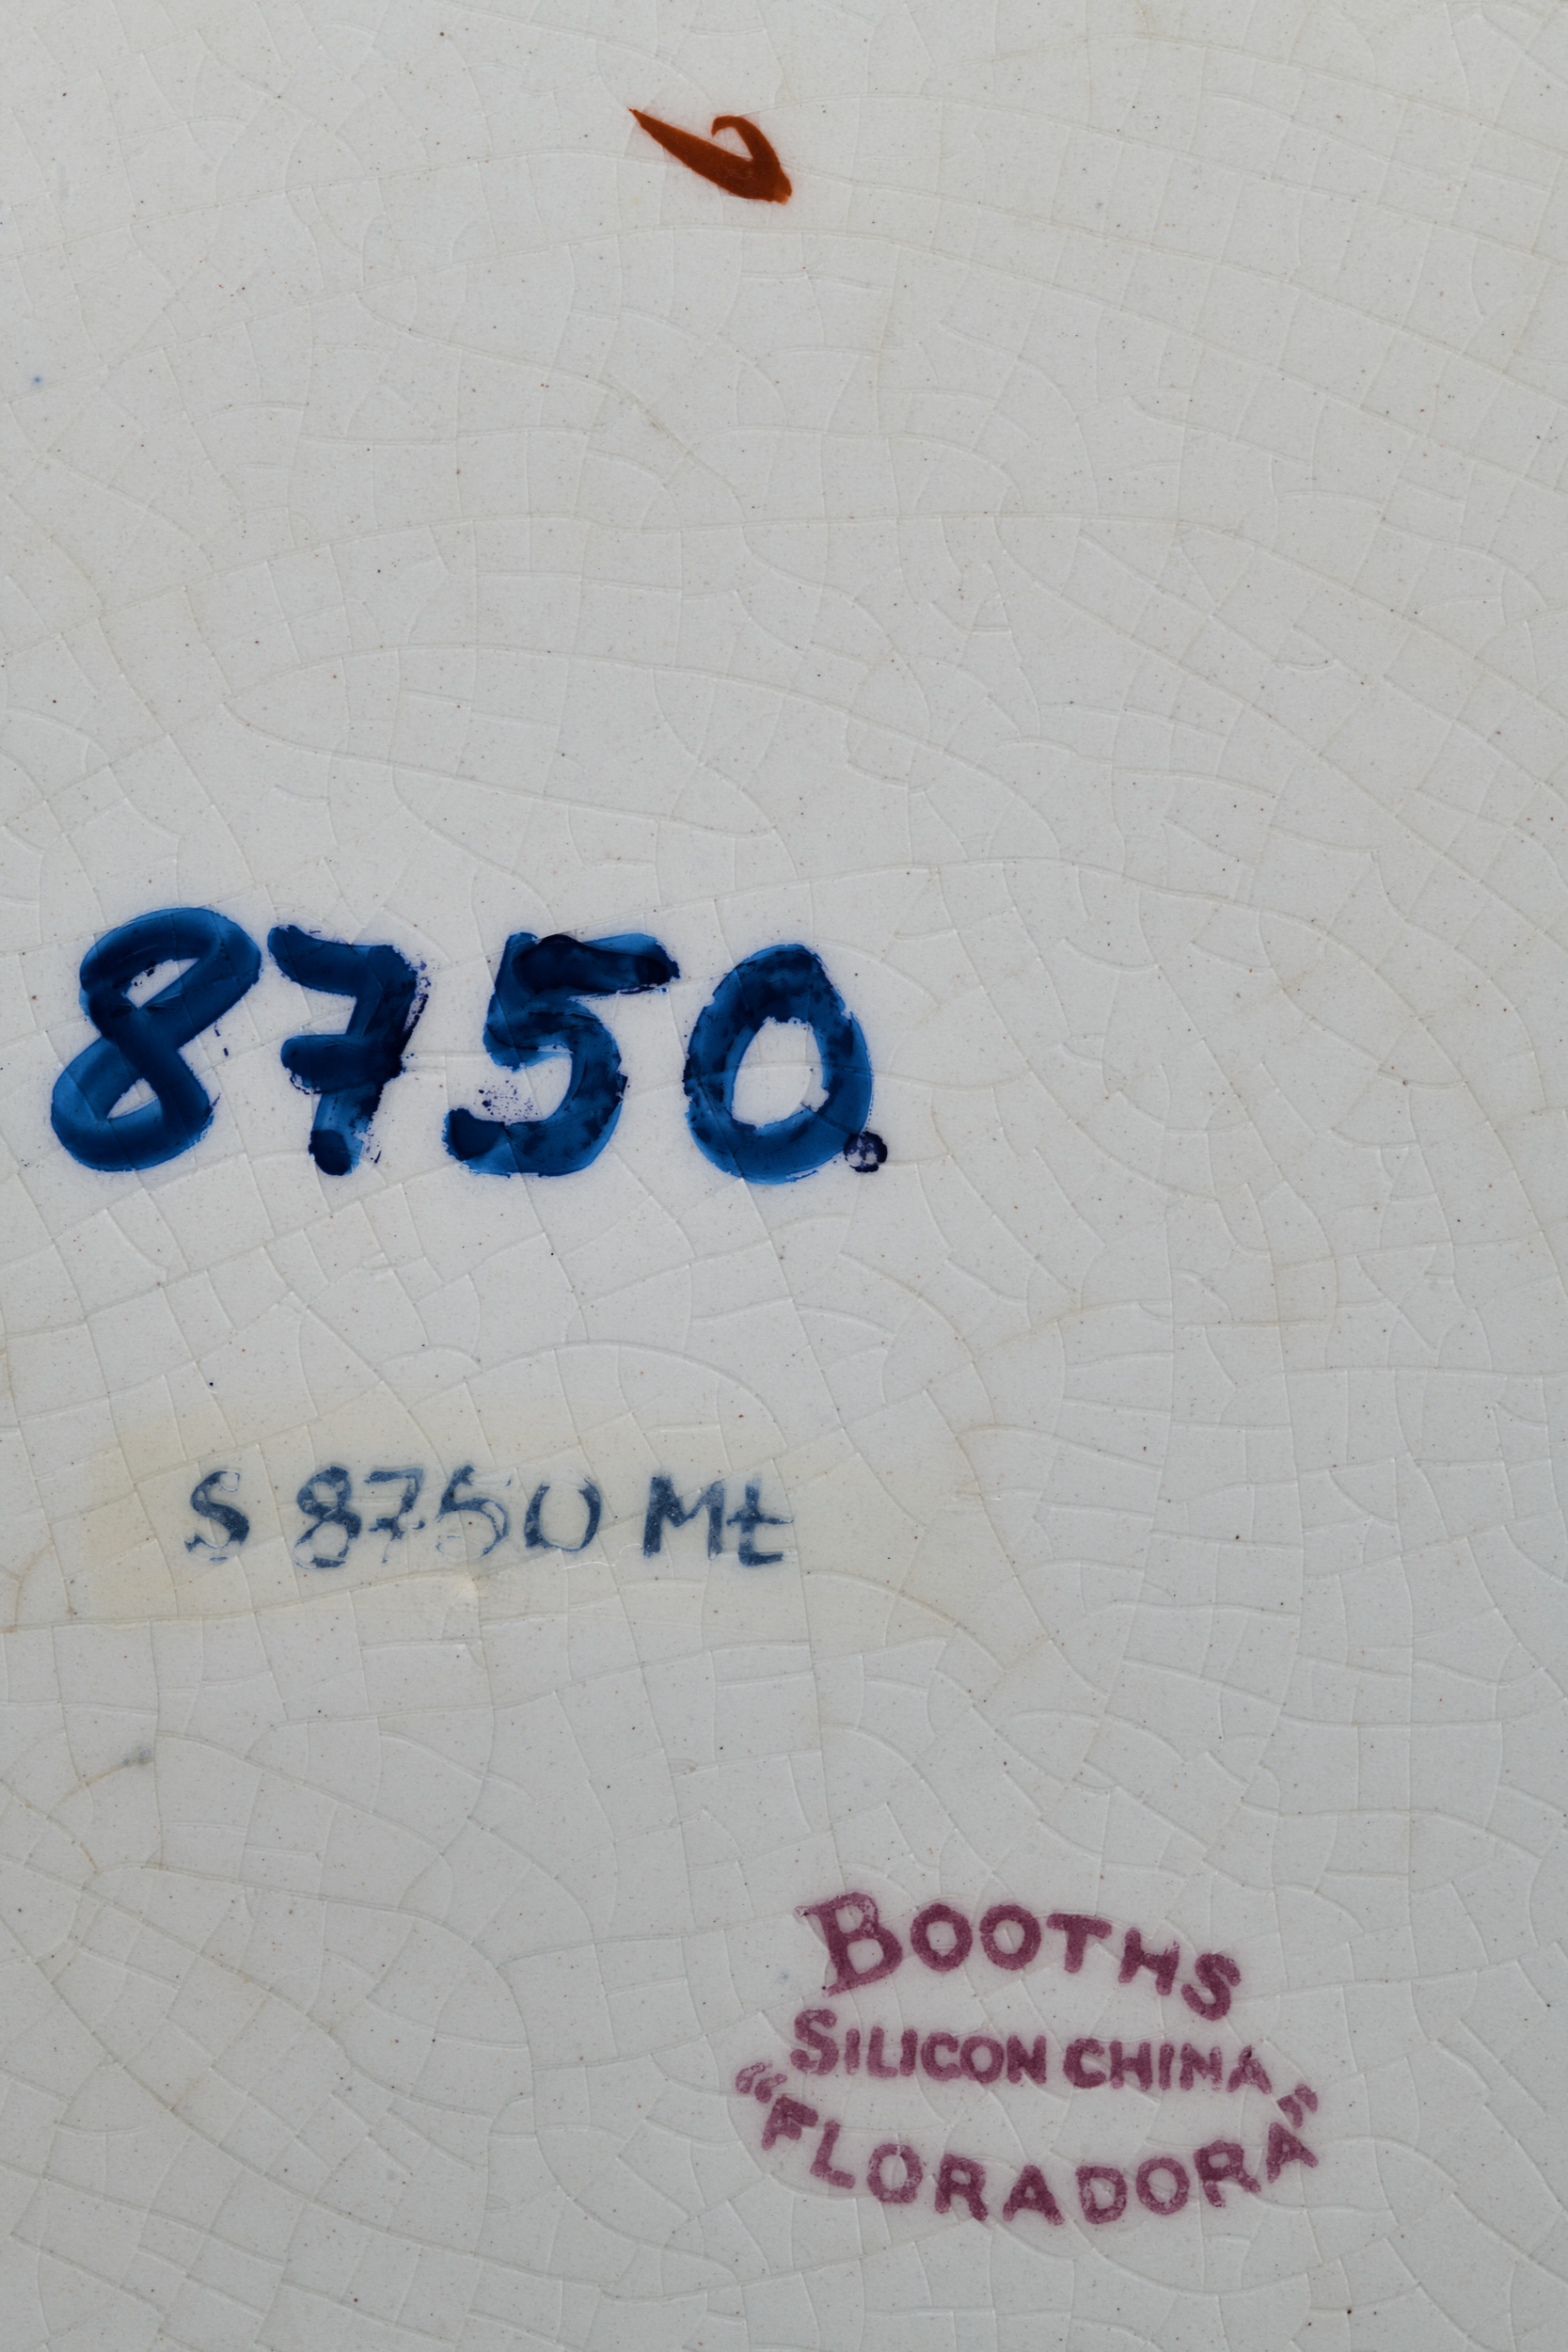 8750.
S 8750 Mt
BOOTHS
SILICON CHINA
"FLORADORA"